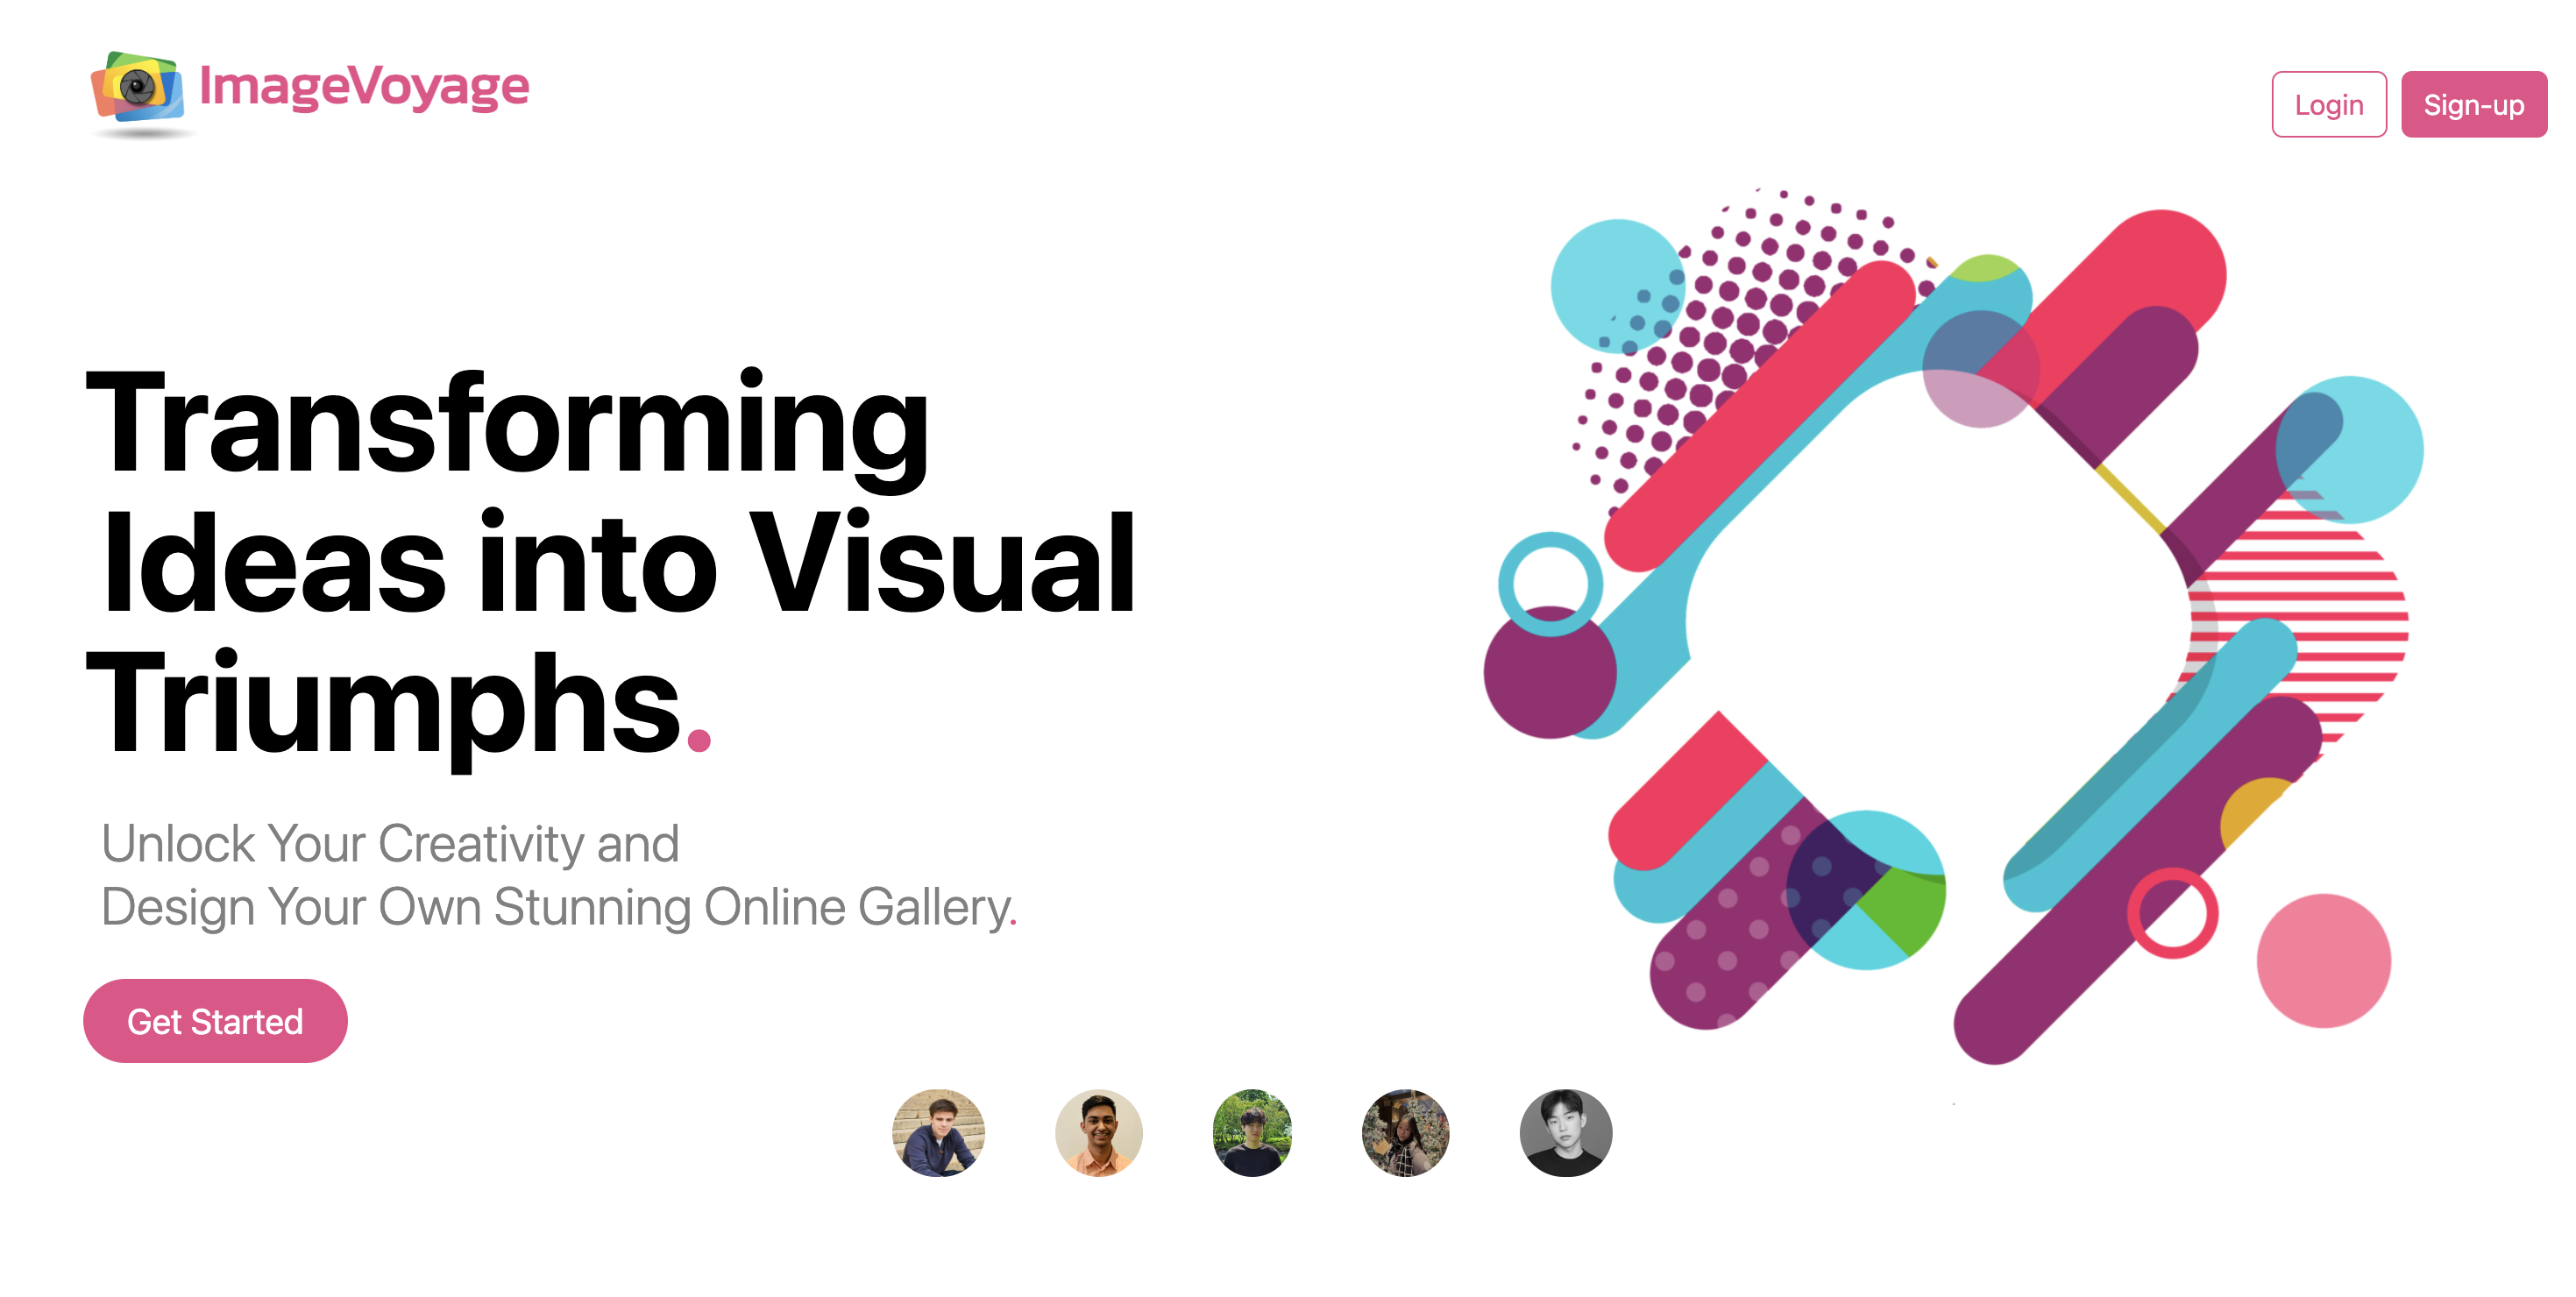 ImageVoyage
Login
Sign-up
Transforming
Ideas into Visual
Triumphs.
Unlock Your Creativity and
Design Your Own Stunning Online Gallery.
Get Started